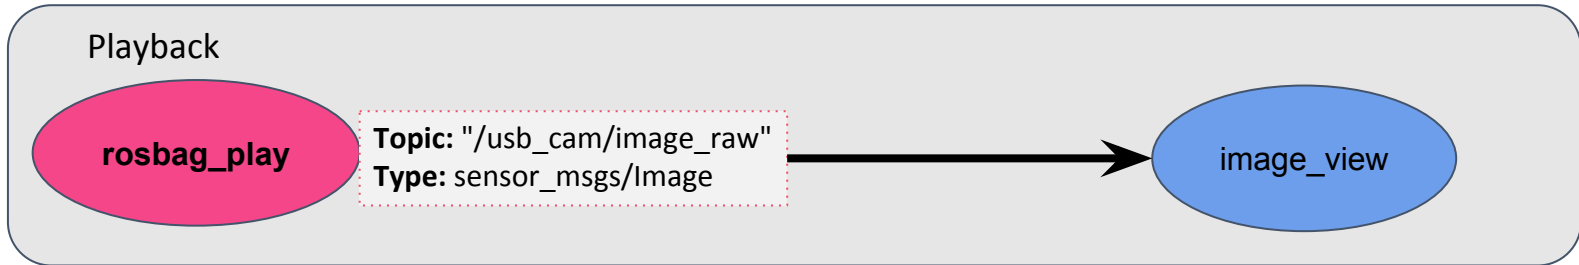 Playback
rosbag_play
Topic: "/usb_cam/image_raw"
Type: sensor_msgs/Image
image_view